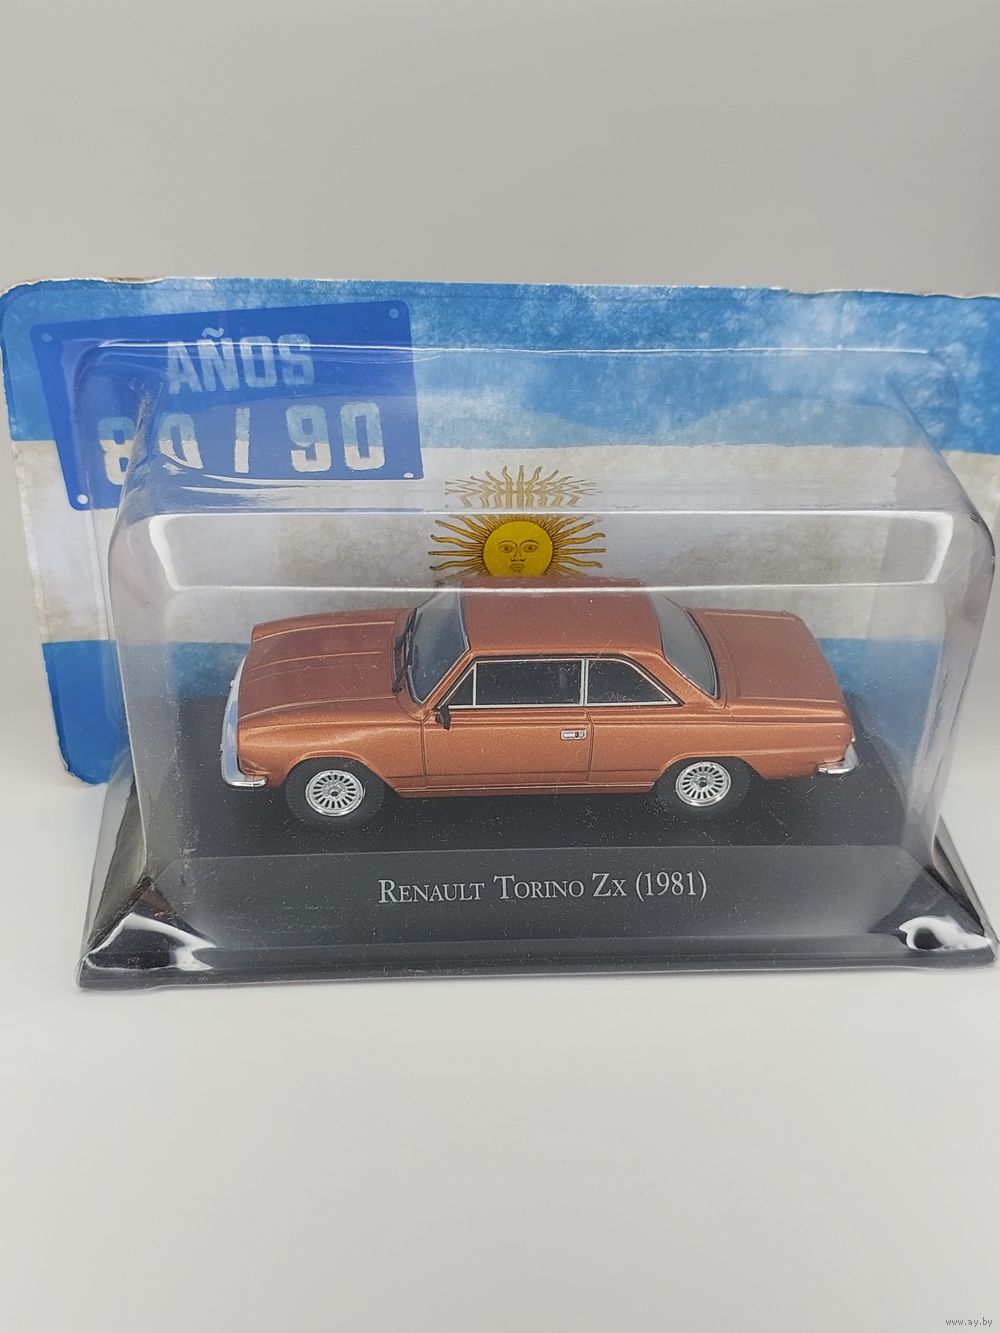 AÑOS
80 / 90
RENAULT TORINO ZX (1981)
www.ay.by